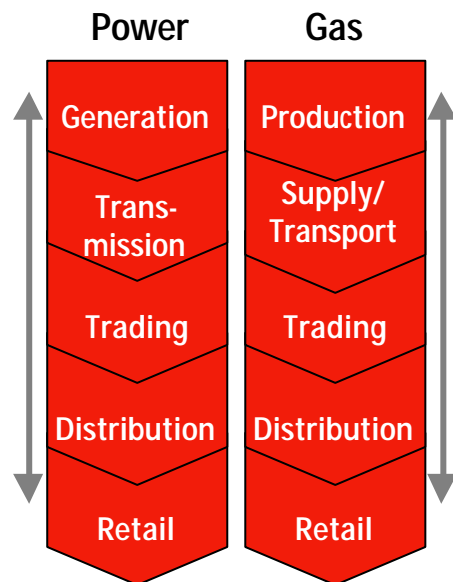 Power
Generation
Trans-
mission
Trading
Distribution
Retail
Gas
Production
Supply/
Transport
Trading
Distribution
Retail